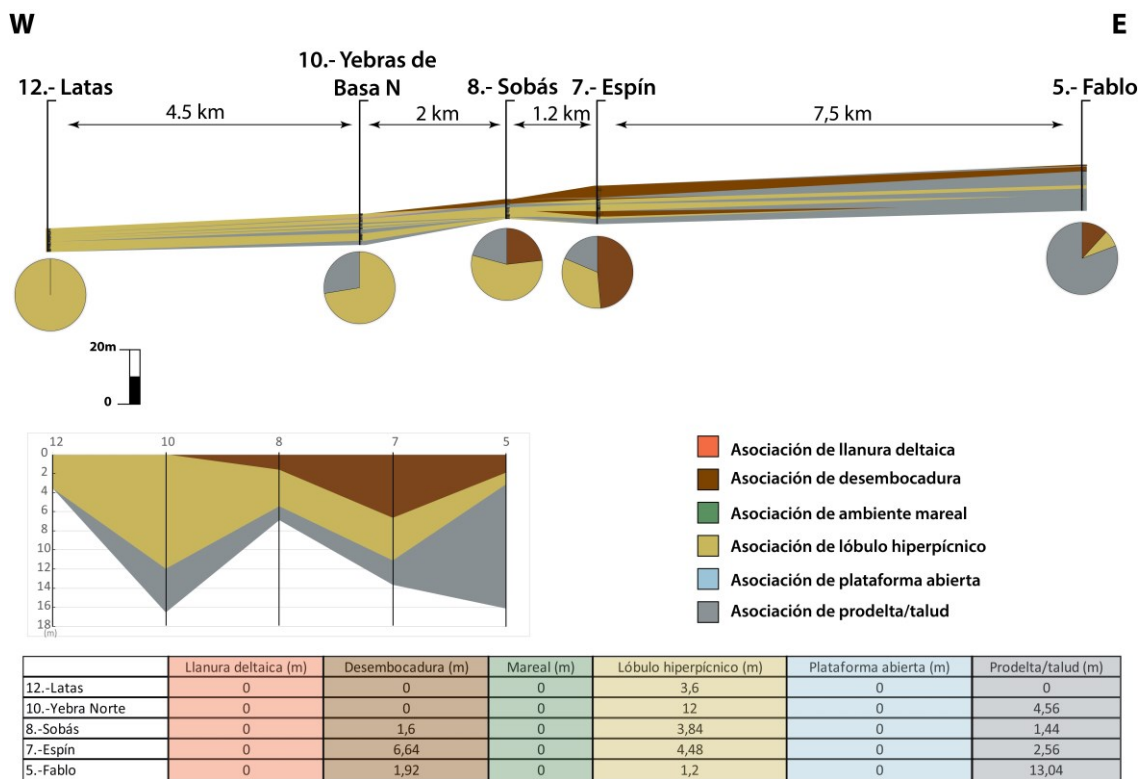 W
E
10.- Yebras de
Basa N
12.- Latas
8.- Sobás
7.- Espín
5.- Fablo
4.5 km
2 km
1.2 km
7,5 km
20m
0
12 10 8 7 5
0
2
4
6
8
10
12
14
16
18
(m)
Asociación de llanura deltaica
Asociación de desembocadura
Asociación de ambiente mareal
Asociación de lóbulo hiperpícnico
Asociación de plataforma abierta
Asociación de prodelta/talud
Llanura deltaica (m) Desembocadura (m) Mareal (m) Lóbulo hiperpícnico (m) Plataforma abierta (m) Prodelta/talud (m)
12.-Latas 0 0 0 3,6 0 0
10.-Yebra Norte 0 0 0 12 0 4,56
8.-Sobás 0 1,6 0 3,84 0 1,44
7.-Espín 0 6,64 0 4,48 0 2,56
5.-Fablo 0 1,92 0 1,2 0 13,04